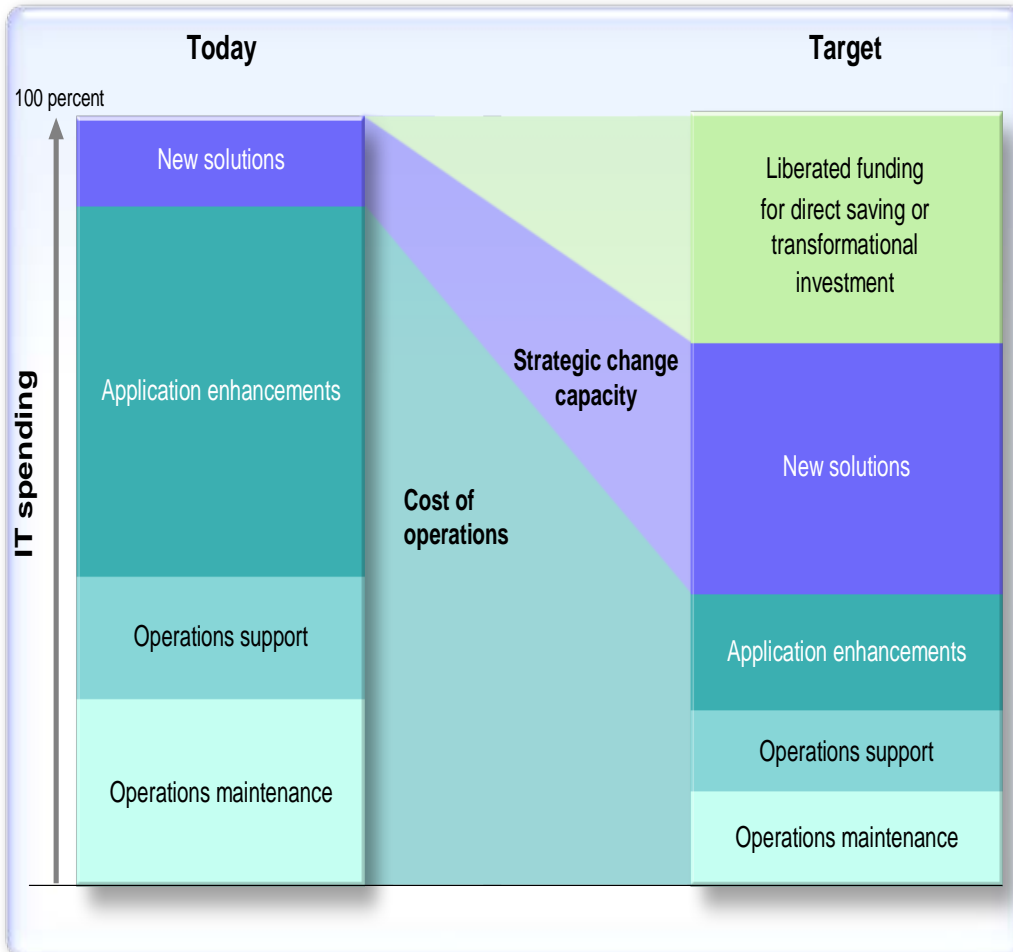 Today
Target
100 percent
IT spending
New solutions
Application enhancements
Operations support
Operations maintenance
Strategic change
capacity
Cost of
operations
Liberated funding
for direct saving or
transformational
investment
New solutions
Application enhancements
Operations support
Operations maintenance